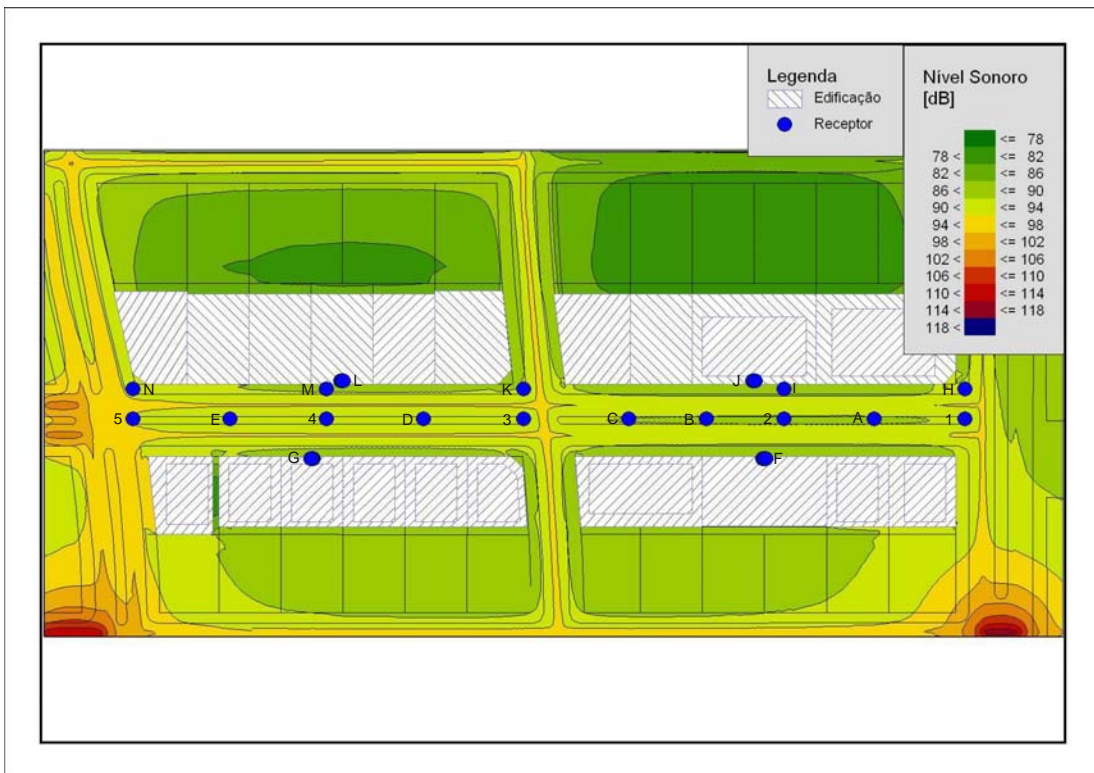 Legenda
Edificação
Receptor
Nível Sonoro
[dB]
<= 78
78 < <= 82
82 < <= 86
86 < <= 90
90 < <= 94
94 < <= 98
98 < <= 102
102 < <= 106
106 < <= 110
110 < <= 114
114 < <= 118
118 <
N M L K J I H
5 E 4 D 3 C B 2 A 1
G F